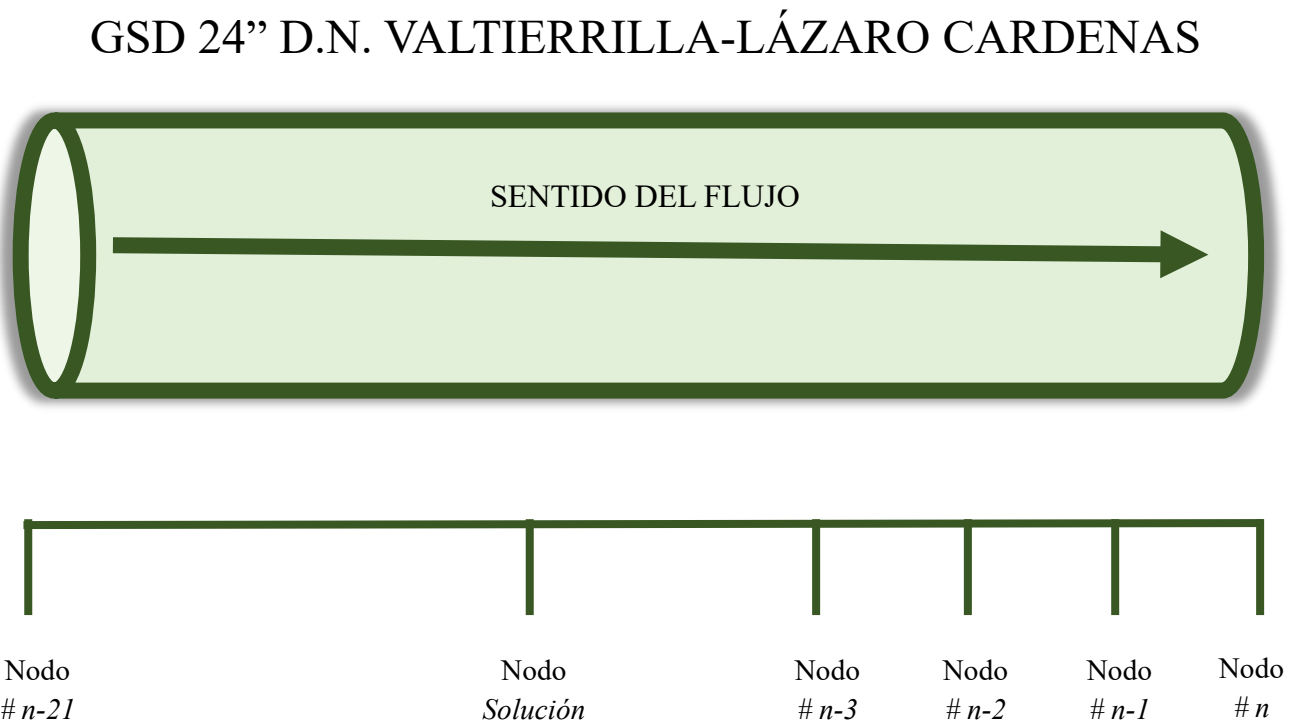 GSD 24” D.N. VALTIERRILLA-LÁZARO CARDENAS
SENTIDO DEL FLUJO
Nodo Nodo Nodo Nodo Nodo Nodo
# n-21 Solución # n-3 # n-2 # n-1 # n